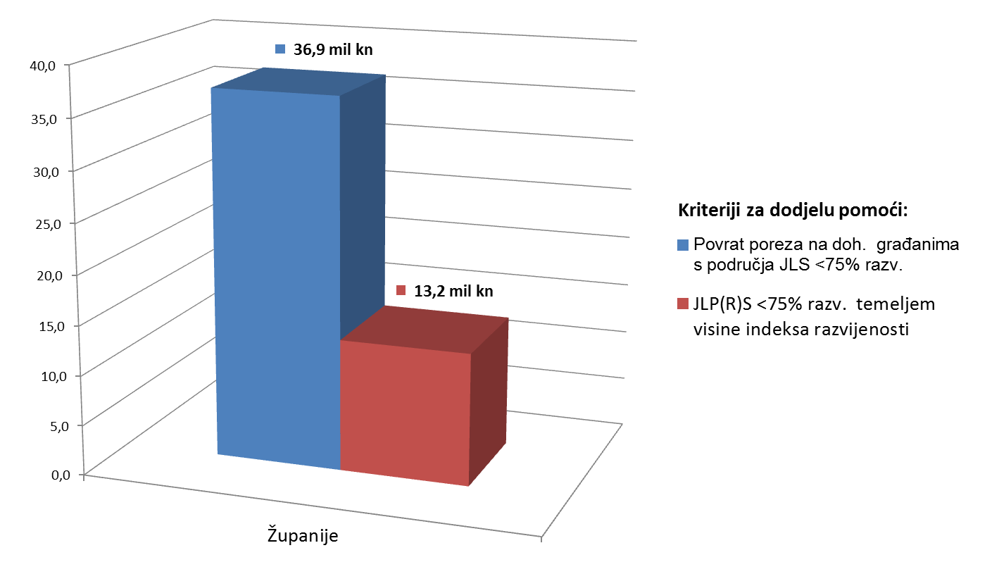 36,9 mil kn
40,0
35,0
30,0
25,0
20,0
15,0
10,0
5,0
0,0
13,2 mil kn
Županije
Kriteriji za dodjelu pomoći:
Povrat poreza na doh.  građanima
s područja JLS <75% razv.
JLP(R)S <75% razv.  temeljem
visine indeksa razvijenosti